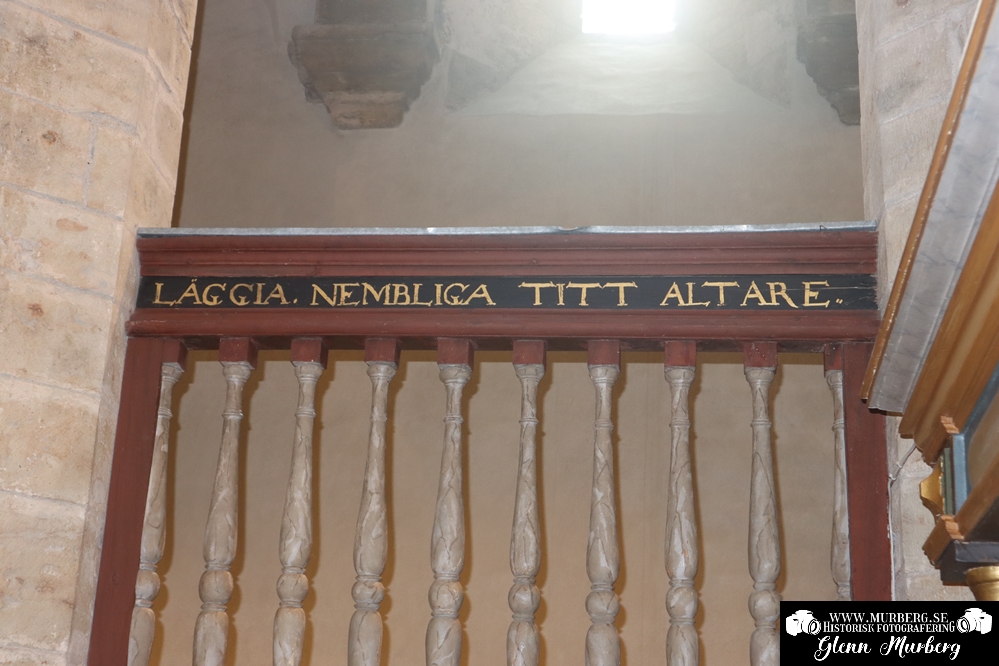 LÄGGIA. NEMBLIGA TITT ALTARE..
WWW.MURBERG.SE
HISTORISK FOTOGRAFERING
Glenn Murberg